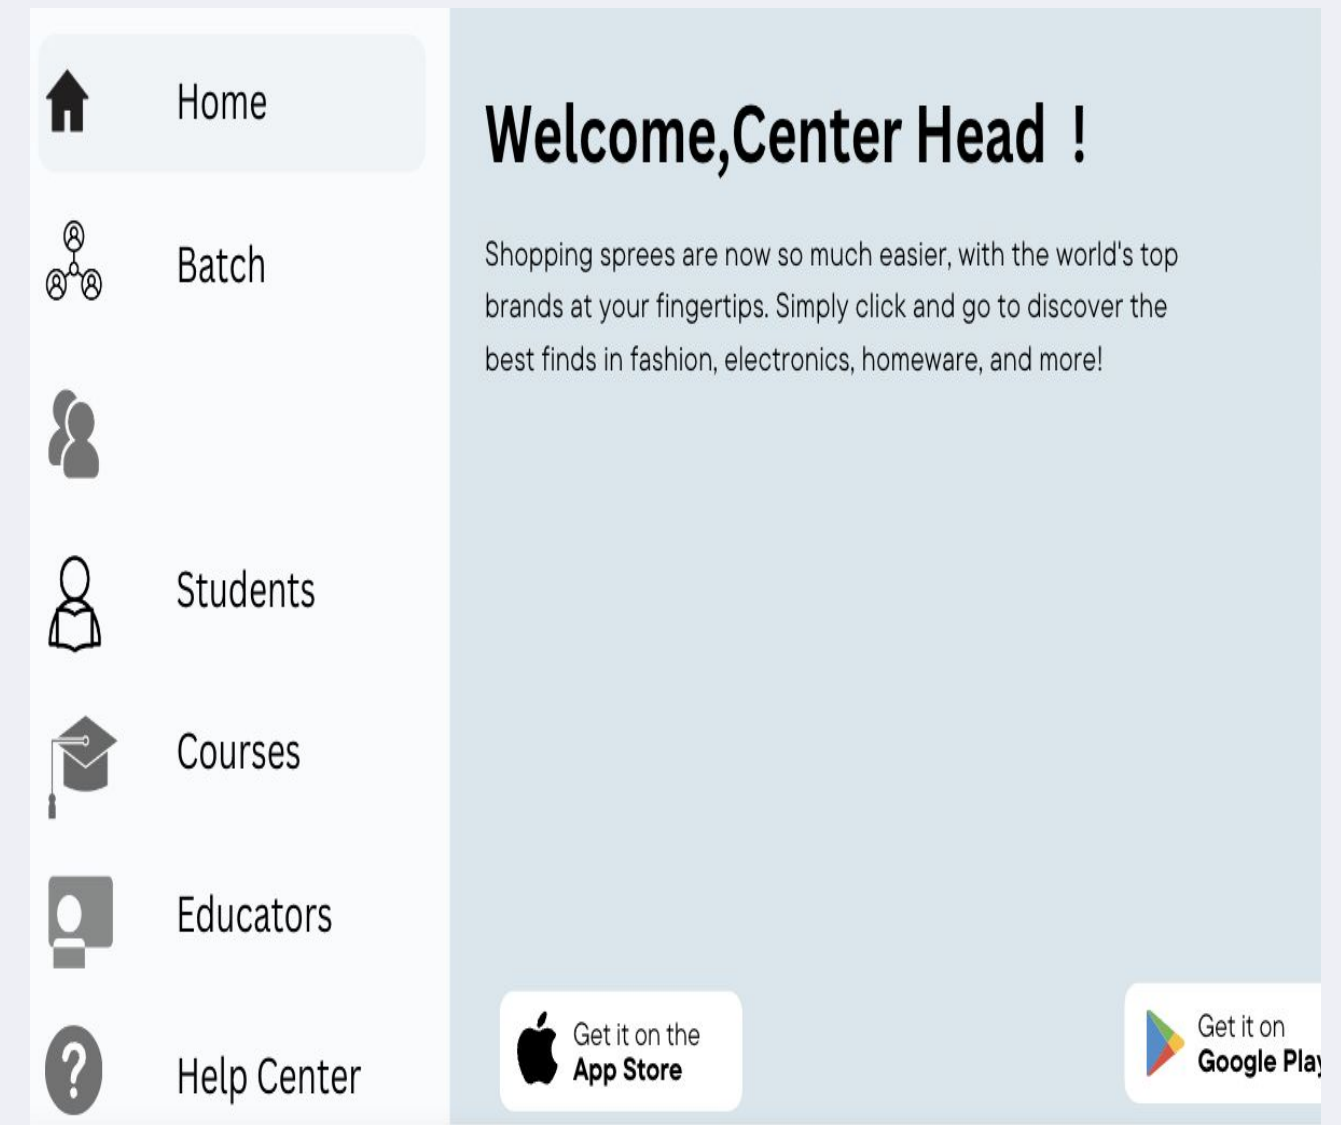 Home
Batch
Students
Courses
Educators
Help Center
Welcome,Center Head !
Shopping sprees are now so much easier, with the world's top
brands at your fingertips. Simply click and go to discover the
best finds in fashion, electronics, homeware, and more!
Get it on the
App Store
Get it on
Google Play